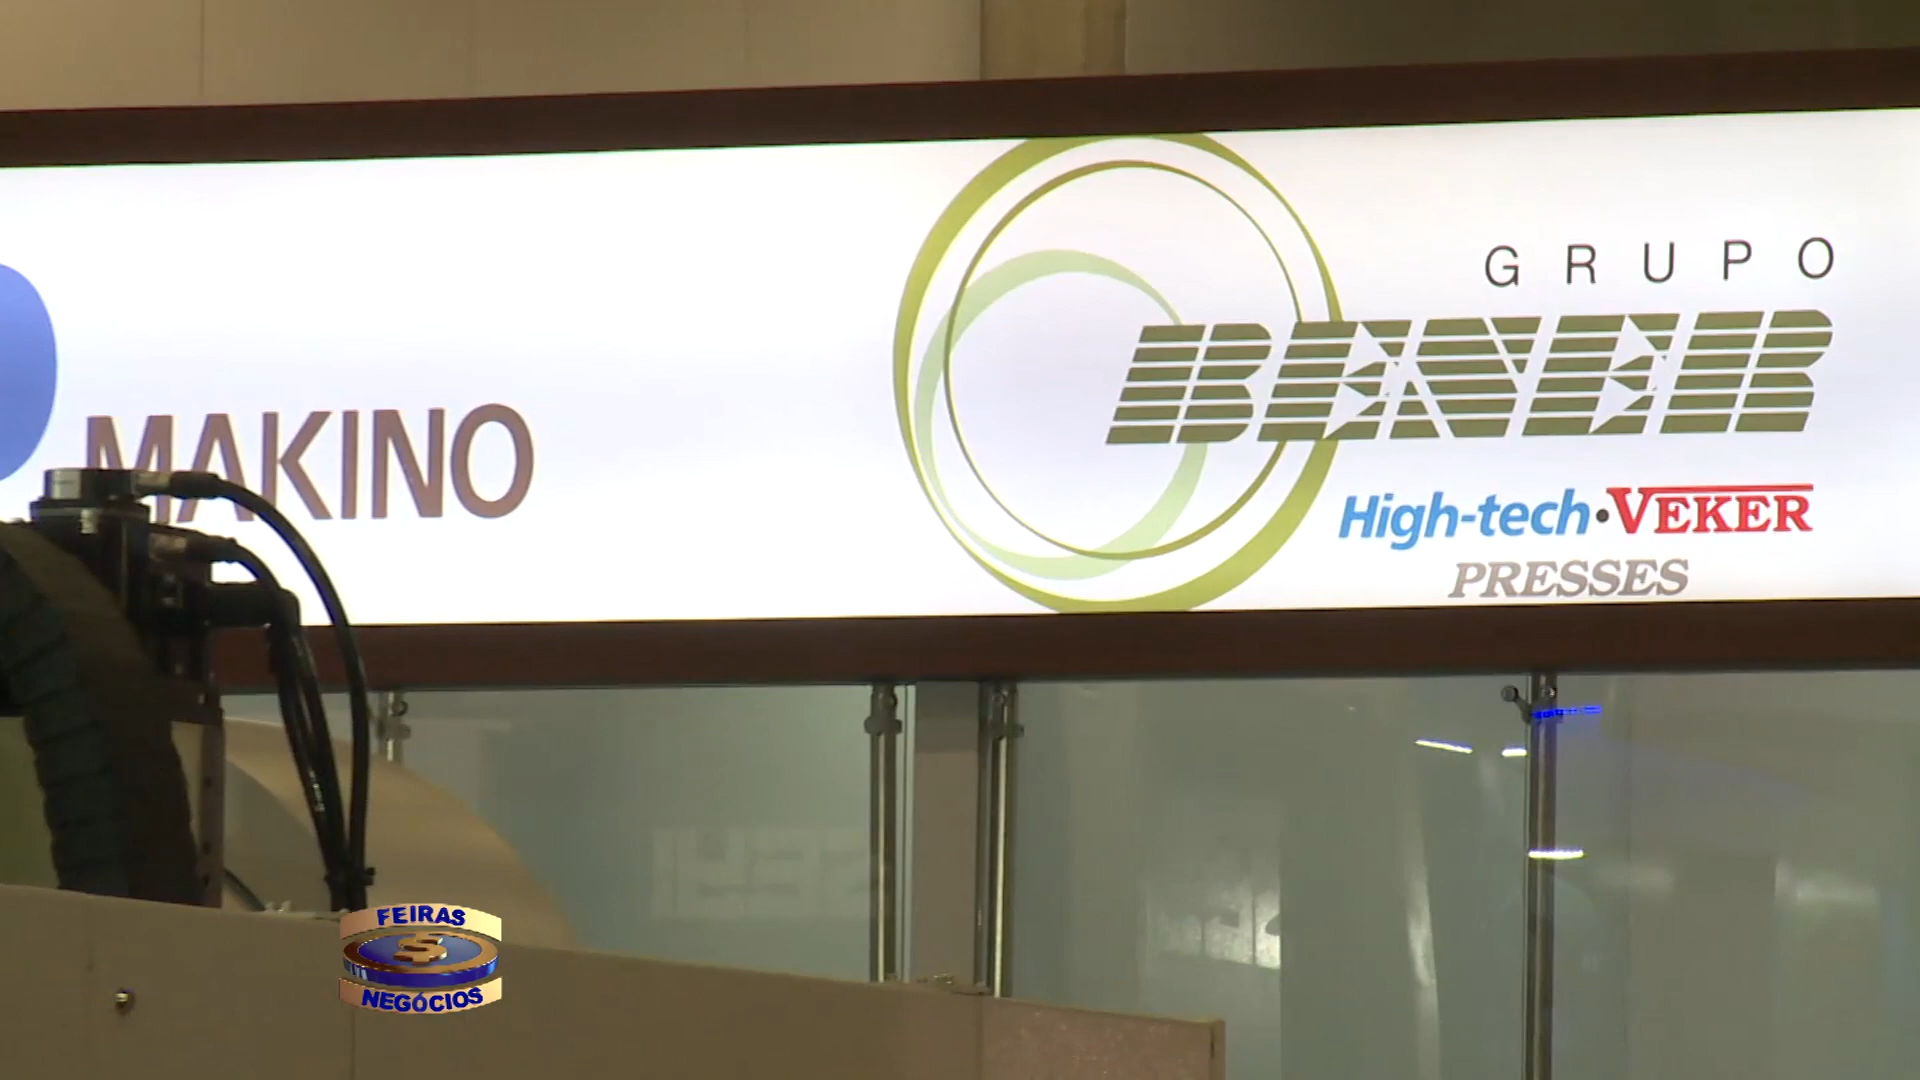 MAKINO
GRUPO
BENER
High-tech•VEKER
PRESSES
FEIRAS
$
NEGÓCIOS